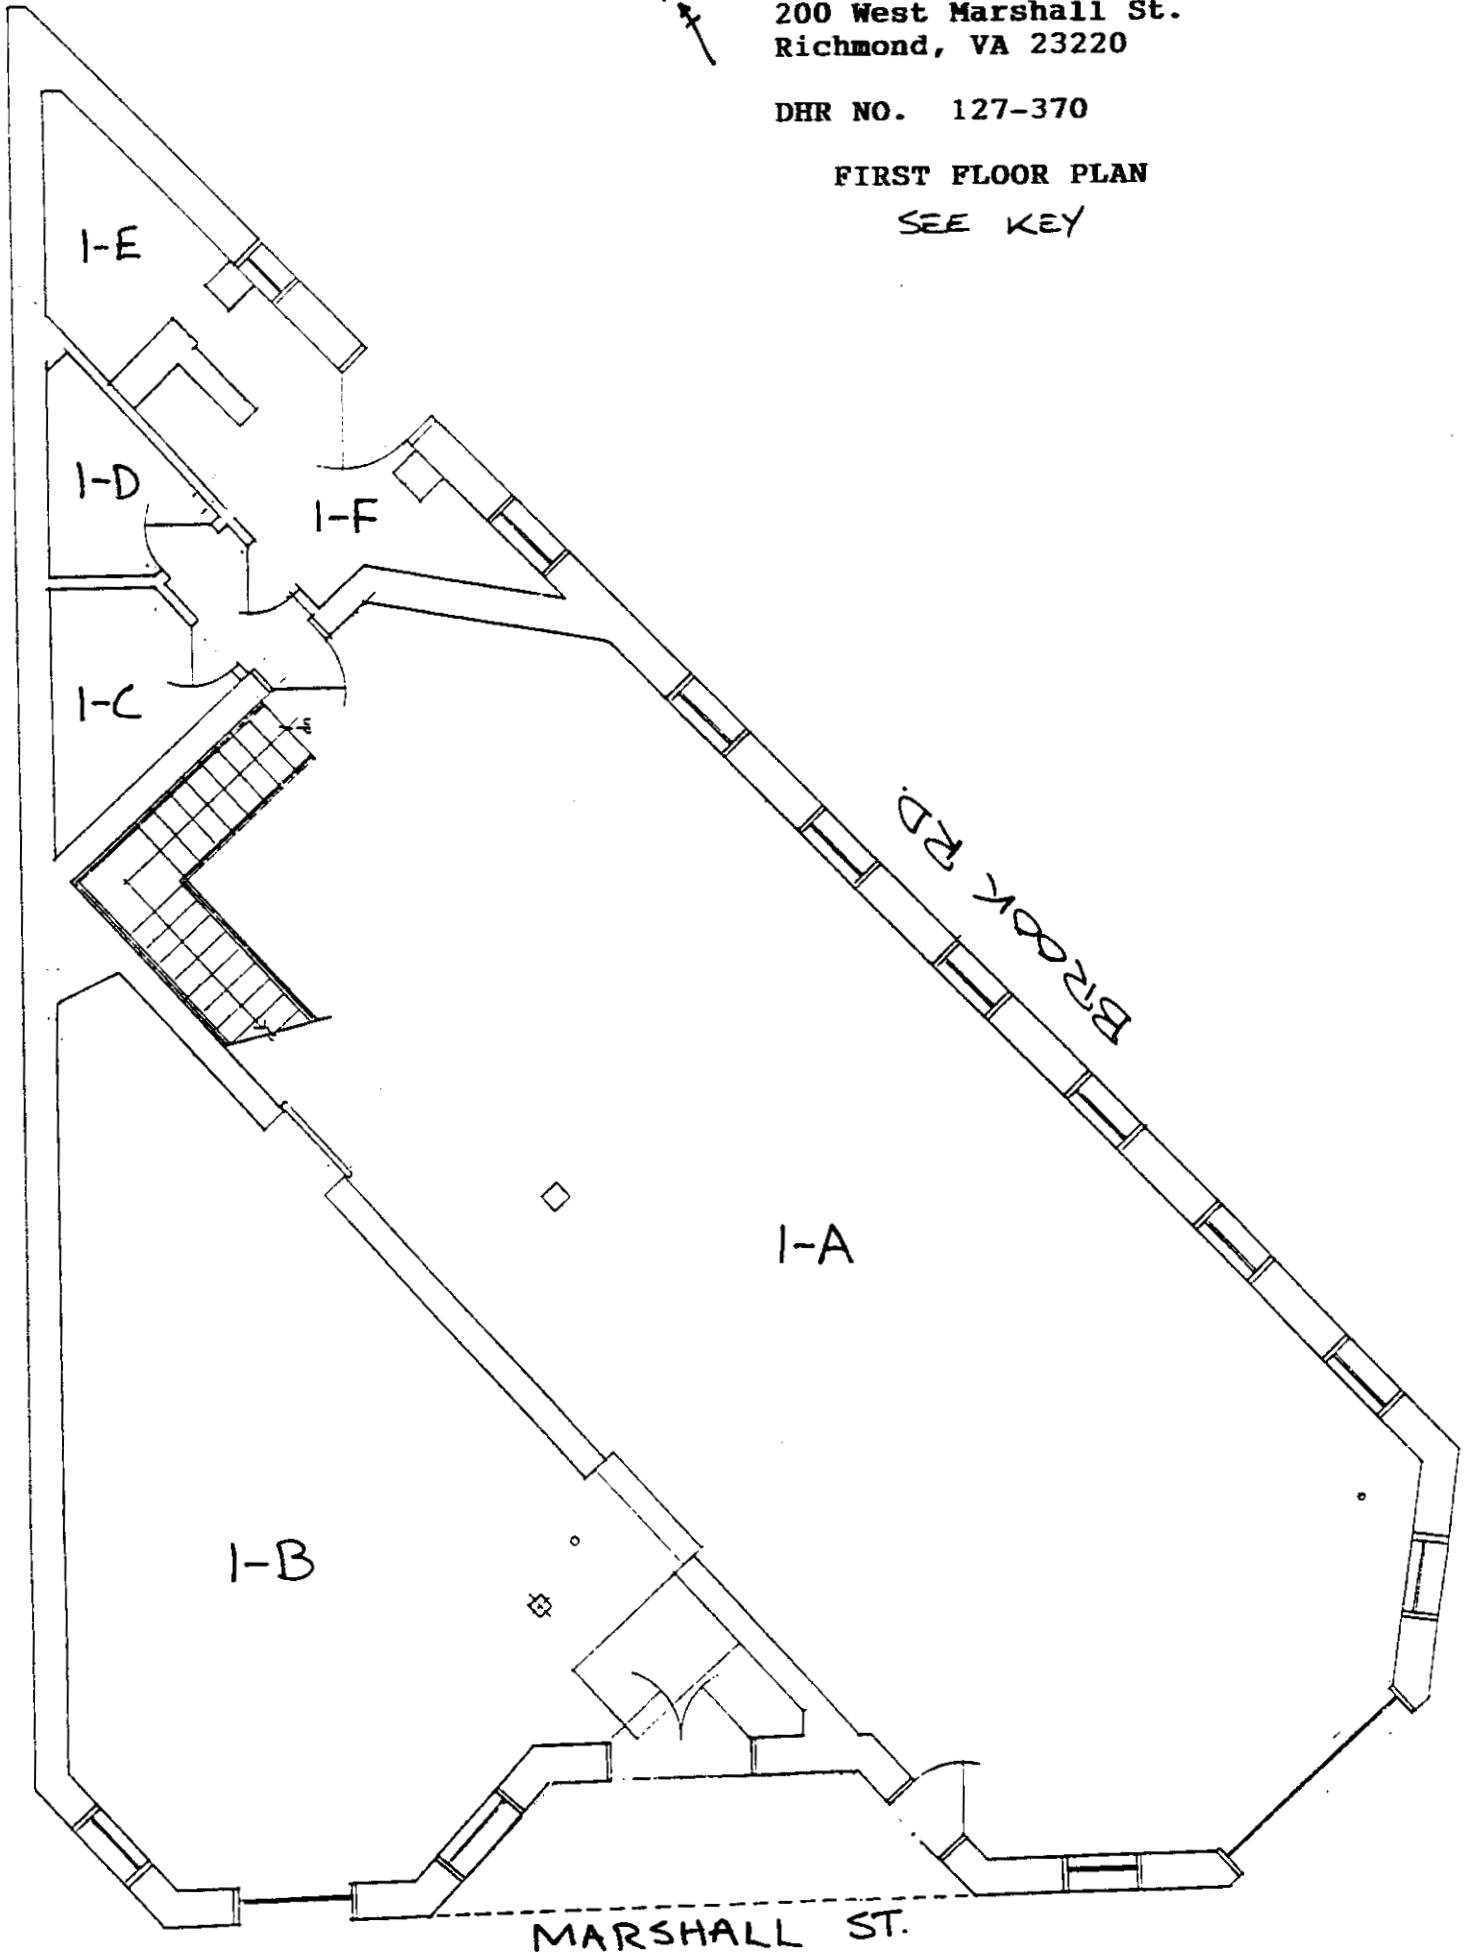 200 West Marshall St.
Richmond, VA 23220
DHR NO. 127-370
FIRST FLOOR PLAN
SEE KEY
1-E
1-D
1-F
1-C
BROOK RD.
1-A
1-B
MARSHALL ST.